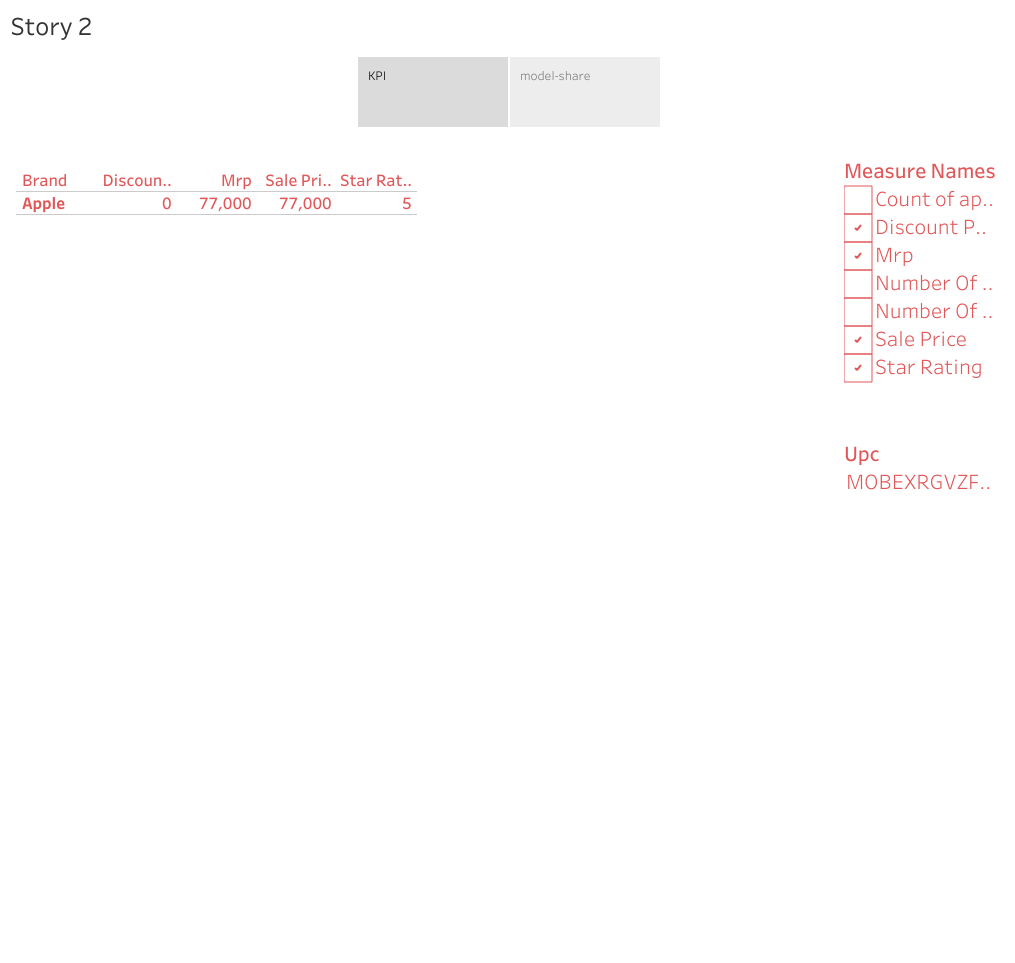 Story 2
KPI
model-share
Brand Discoun.. Mrp Sale Pri.. Star Rat..
Apple 0 77,000 77,000 5
Measure Names
Count of ap..
Discount P..
Mrp
Number Of ..
Number Of ..
Sale Price
Star Rating
Upc
MOBEXRGVZF..